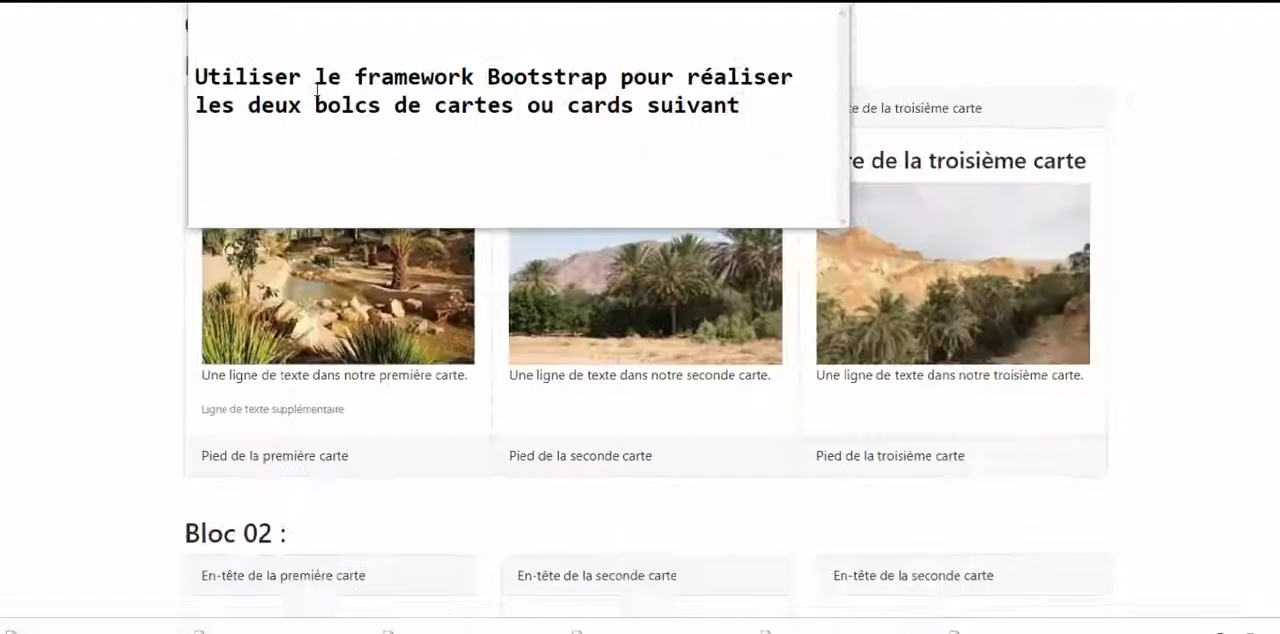 Utiliser le framework Bootstrap pour réaliser
les deux bolcs de cartes ou cards suivant
te de la troisième carte
re de la troisième carte
Une ligne de texte dans notre première carte.
Une ligne de texte dans notre seconde carte.
Une ligne de texte dans notre troisième carte.
Ligne de texte supplémentaire
Pied de la première carte
Pied de la seconde carte
Pied de la troisième carte
Bloc 02 :
En-tête de la première carte
En-tête de la seconde carte
En-tête de la seconde carte